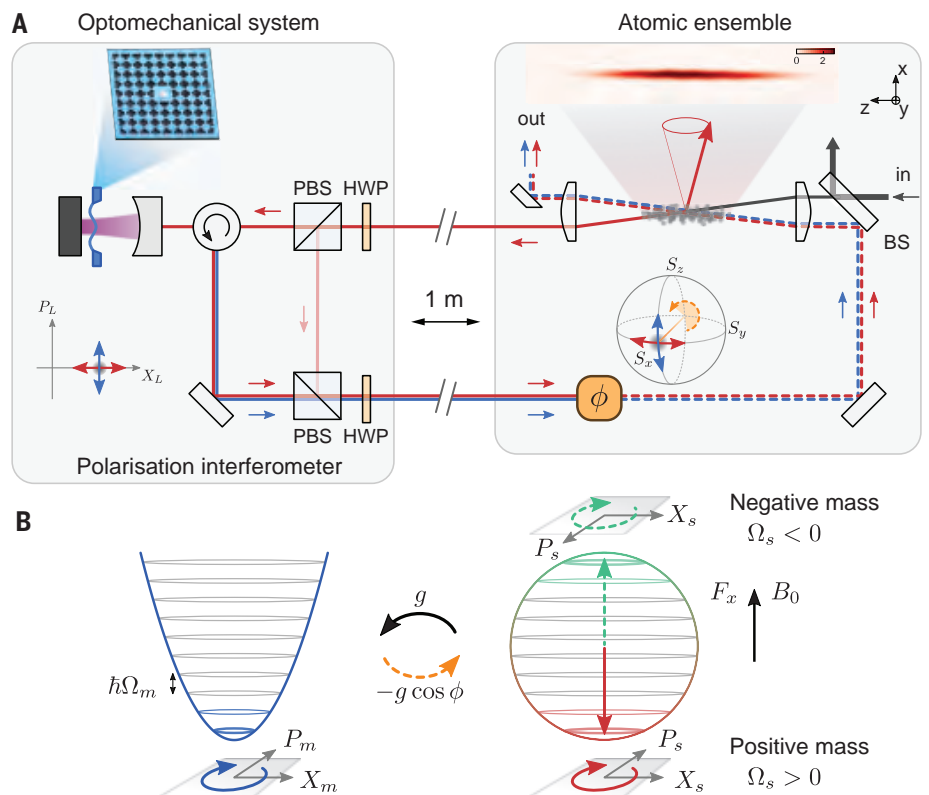 A
Optomechanical system
Atomic ensemble
0 2
x
z
y
out
in
PBS
HWP
BS
1 m
P_L
X_L
S_z
S_y
S_x
ϕ
PBS
HWP
Polarisation interferometer
B
Negative mass
Ω_s < 0
X_s
P_s
g
−g cos ϕ
F_x
B_0
ħΩ_m
P_m
X_m
P_s
X_s
Positive mass
Ω_s > 0